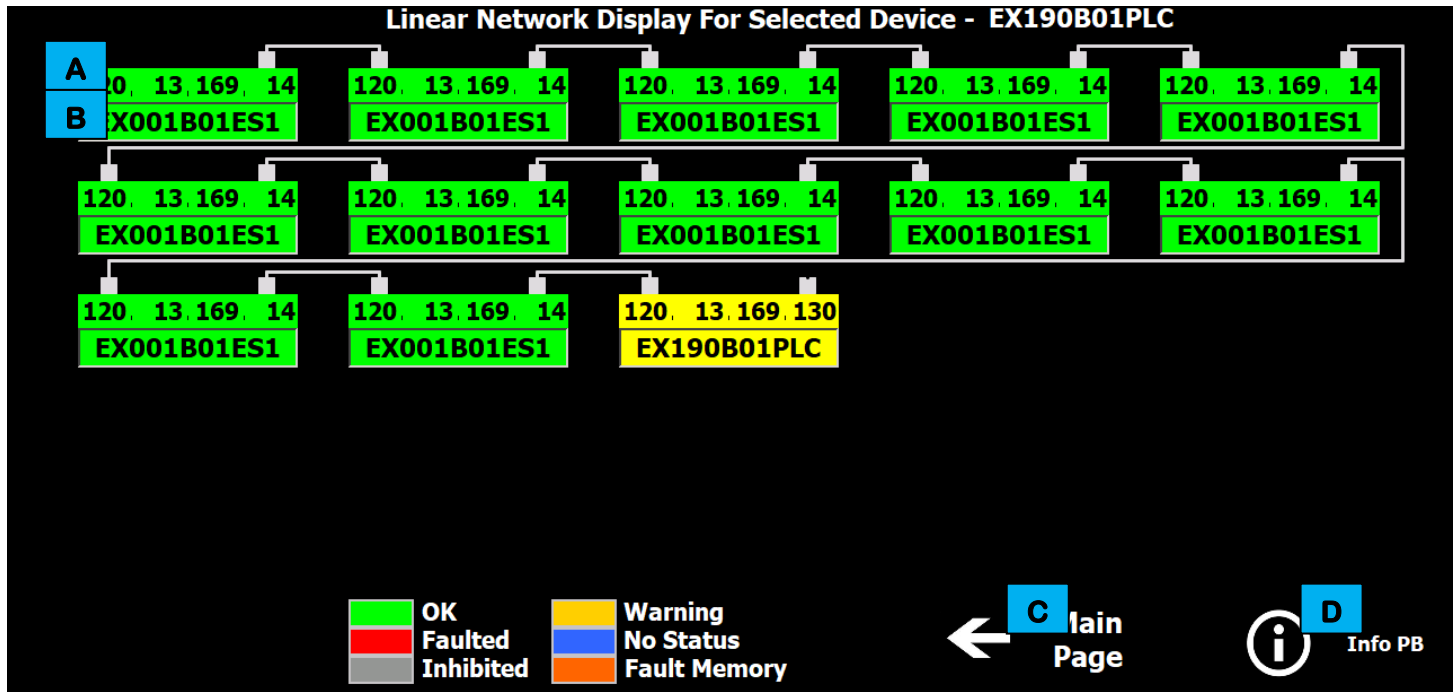 Linear Network Display For Selected Device - EX190B01PLC
A 20. 13.169. 14 120. 13.169. 14 120. 13.169. 14 120. 13.169. 14 120. 13.169. 14
B X001B01ES1 EX001B01ES1 EX001B01ES1 EX001B01ES1 EX001B01ES1
120. 13.169. 14 120. 13.169. 14 120. 13.169. 14 120. 13.169. 14 120. 13.169. 14
EX001B01ES1 EX001B01ES1 EX001B01ES1 EX001B01ES1 EX001B01ES1
120. 13.169. 14 120. 13.169. 14 120. 13.169.130
EX001B01ES1 EX001B01ES1 EX190B01PLC
OK Warning C ain D
Faulted No Status Page Info PB
Inhibited Fault Memory